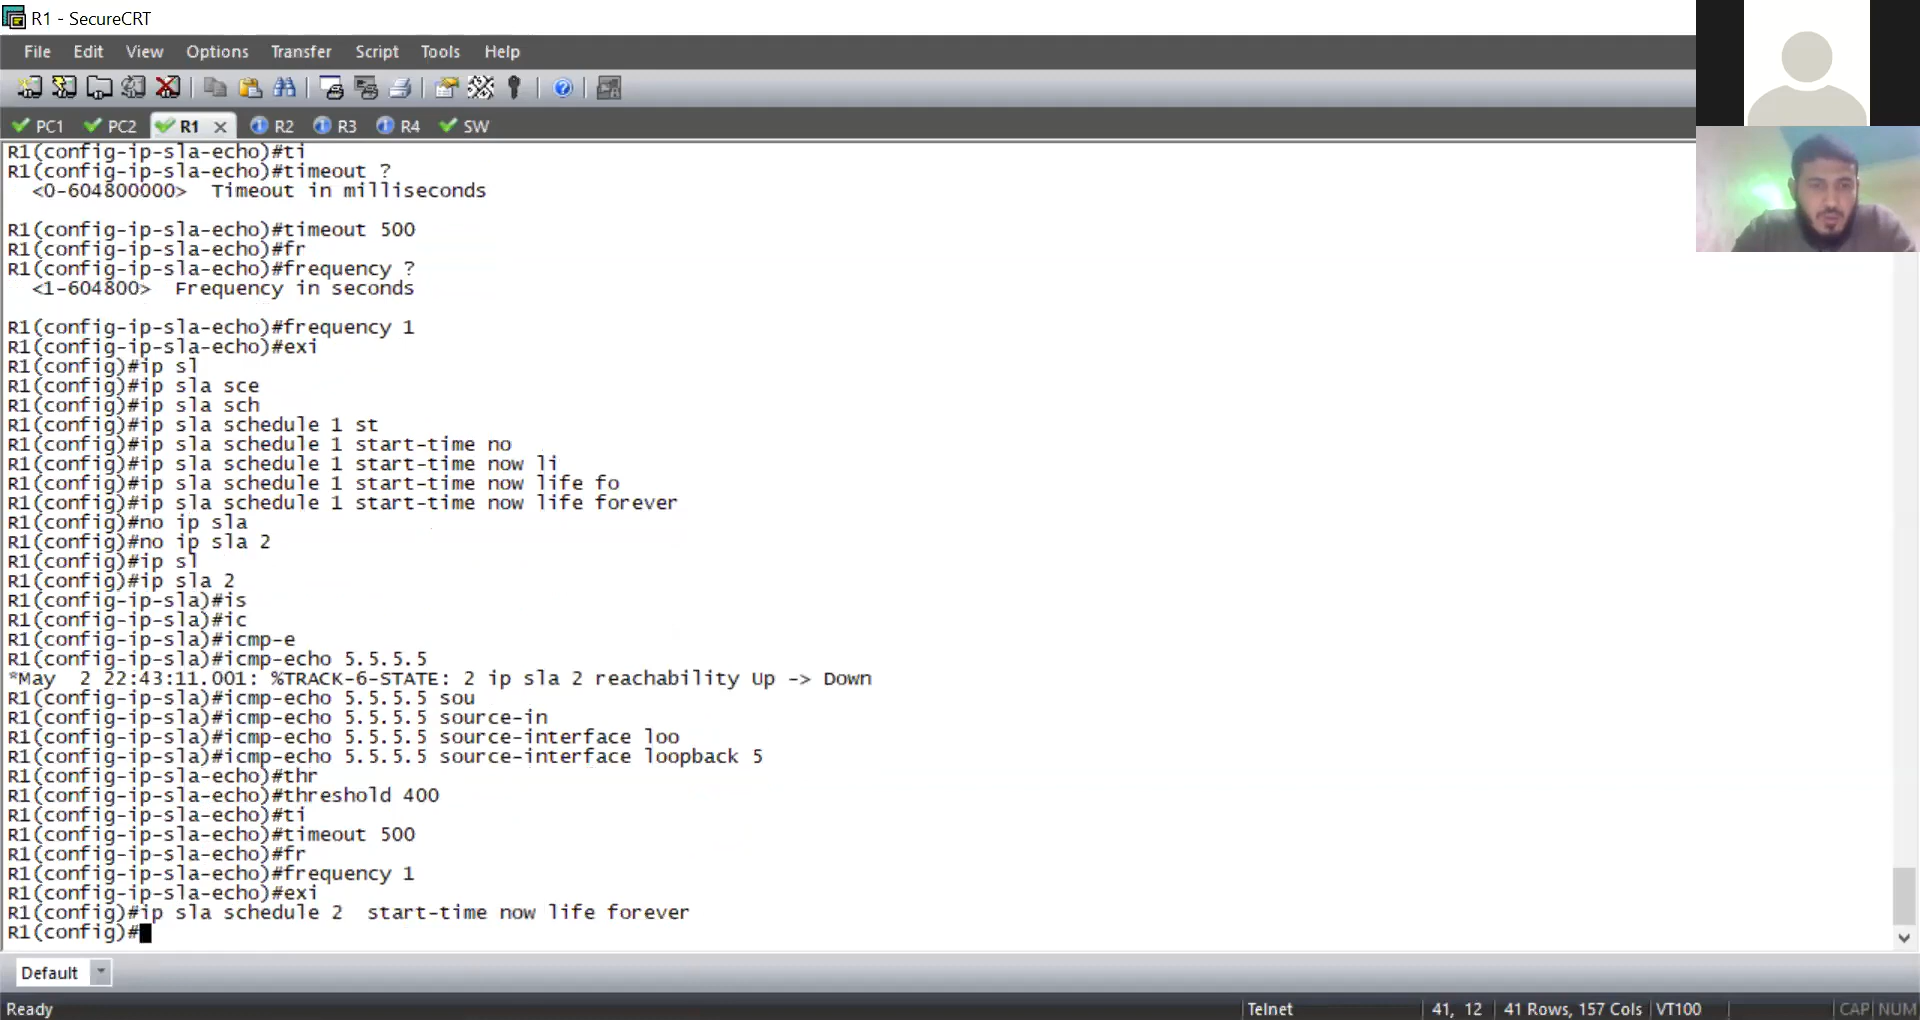 R1 - SecureCRT
File Edit View Options Transfer Script Tools Help
PC1 PC2 R1 R2 R3 R4 SW
R1(config-ip-sla-echo)#ti
R1(config-ip-sla-echo)#timeout ?
<0-604800000> Timeout in milliseconds
R1(config-ip-sla-echo)#timeout 500
R1(config-ip-sla-echo)#fr
R1(config-ip-sla-echo)#frequency ?
<1-604800> Frequency in seconds
R1(config-ip-sla-echo)#frequency 1
R1(config-ip-sla-echo)#exi
R1(config)#ip sl
R1(config)#ip sla sce
R1(config)#ip sla sch
R1(config)#ip sla schedule 1 st
R1(config)#ip sla schedule 1 start-time no
R1(config)#ip sla schedule 1 start-time now li
R1(config)#ip sla schedule 1 start-time now life fo
R1(config)#ip sla schedule 1 start-time now life forever
R1(config)#no ip sla
R1(config)#no ip sla 2
R1(config)#ip sl
R1(config)#ip sla 2
R1(config-ip-sla)#is
R1(config-ip-sla)#ic
R1(config-ip-sla)#icmp-e
R1(config-ip-sla)#icmp-echo 5.5.5.5
*May  2 22:43:11.001: %TRACK-6-STATE: 2 ip sla 2 reachability Up -> Down
R1(config-ip-sla)#icmp-echo 5.5.5.5 sou
R1(config-ip-sla)#icmp-echo 5.5.5.5 source-in
R1(config-ip-sla)#icmp-echo 5.5.5.5 source-interface loo
R1(config-ip-sla)#icmp-echo 5.5.5.5 source-interface loopback 5
R1(config-ip-sla-echo)#thr
R1(config-ip-sla-echo)#threshold 400
R1(config-ip-sla-echo)#ti
R1(config-ip-sla-echo)#timeout 500
R1(config-ip-sla-echo)#fr
R1(config-ip-sla-echo)#frequency 1
R1(config-ip-sla-echo)#exi
R1(config)#ip sla schedule 2  start-time now life forever
R1(config)#
Default
Ready Telnet 41, 12 41 Rows, 157 Cols VT100 CAP NUM